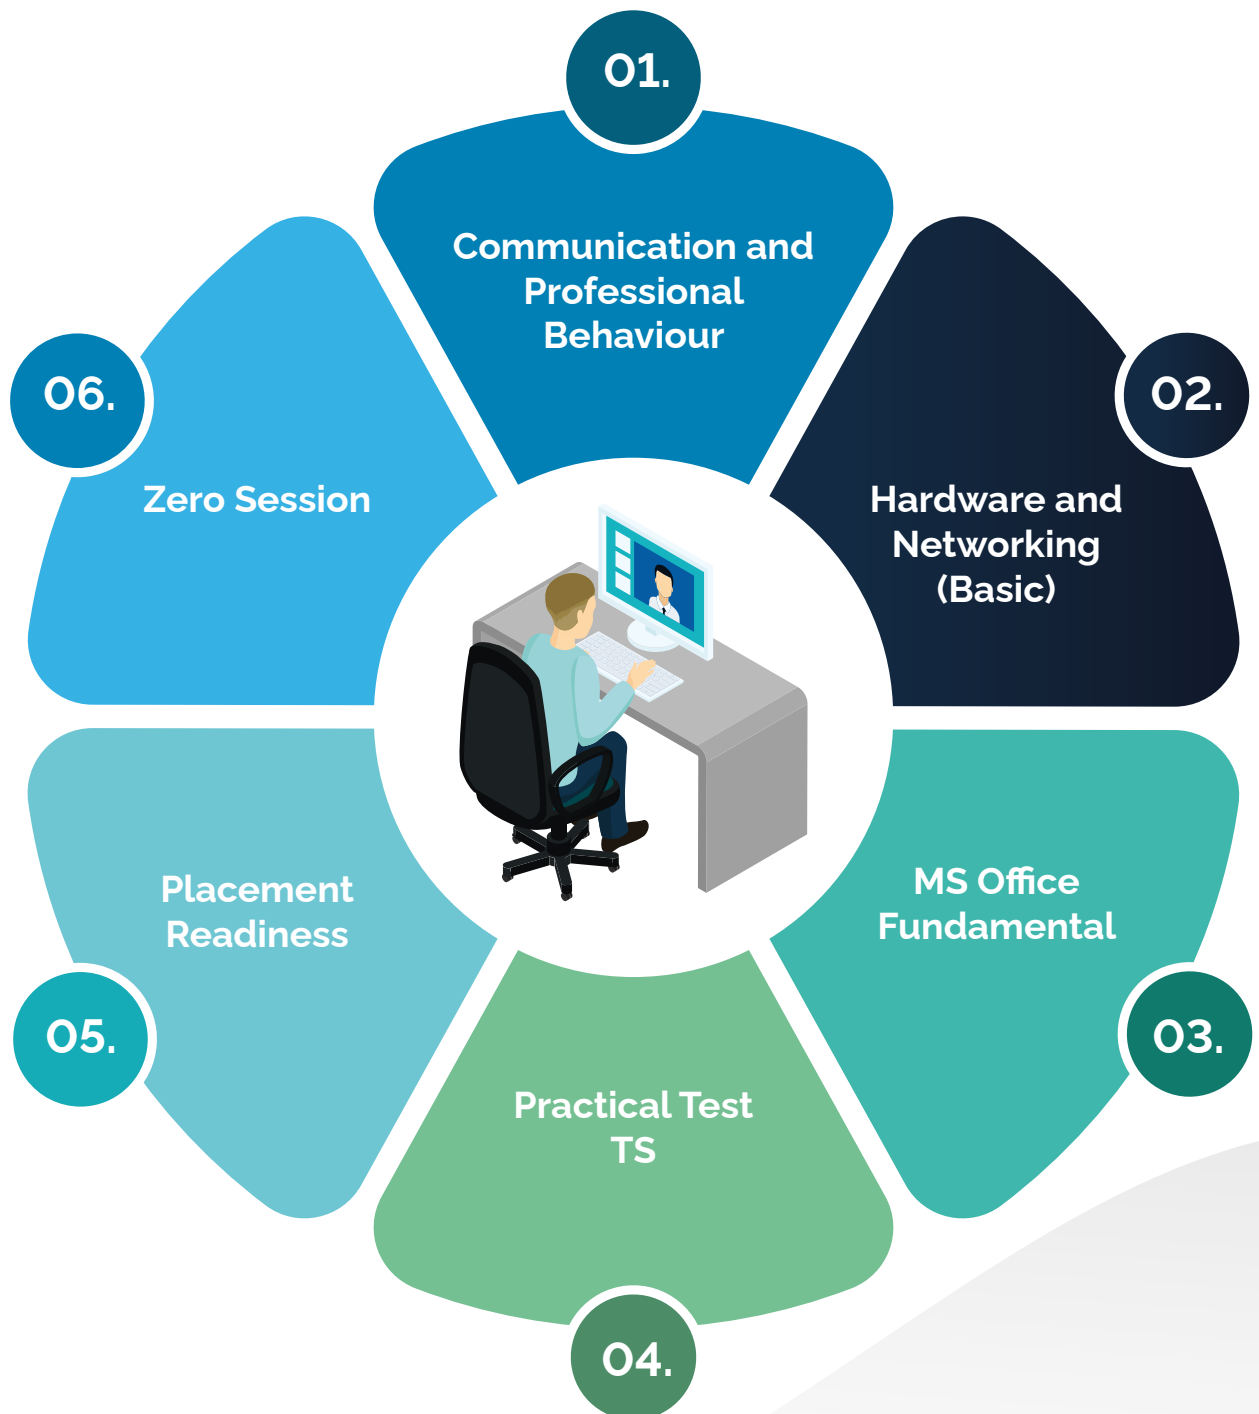 01.
Communication and
Professional
Behaviour
02.
Hardware and
Networking
(Basic)
03.
MS Office
Fundamental
04.
Practical Test
TS
05.
Placement
Readiness
06.
Zero Session